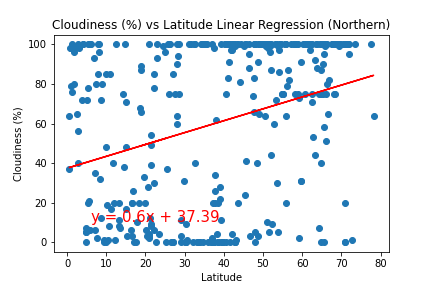 Cloudiness (%) vs Latitude Linear Regression (Northern)
100
80
60
40
20
0
Cloudiness (%)
y = 0.6x + 37.39
0 10 20 30 40 50 60 70 80
Latitude